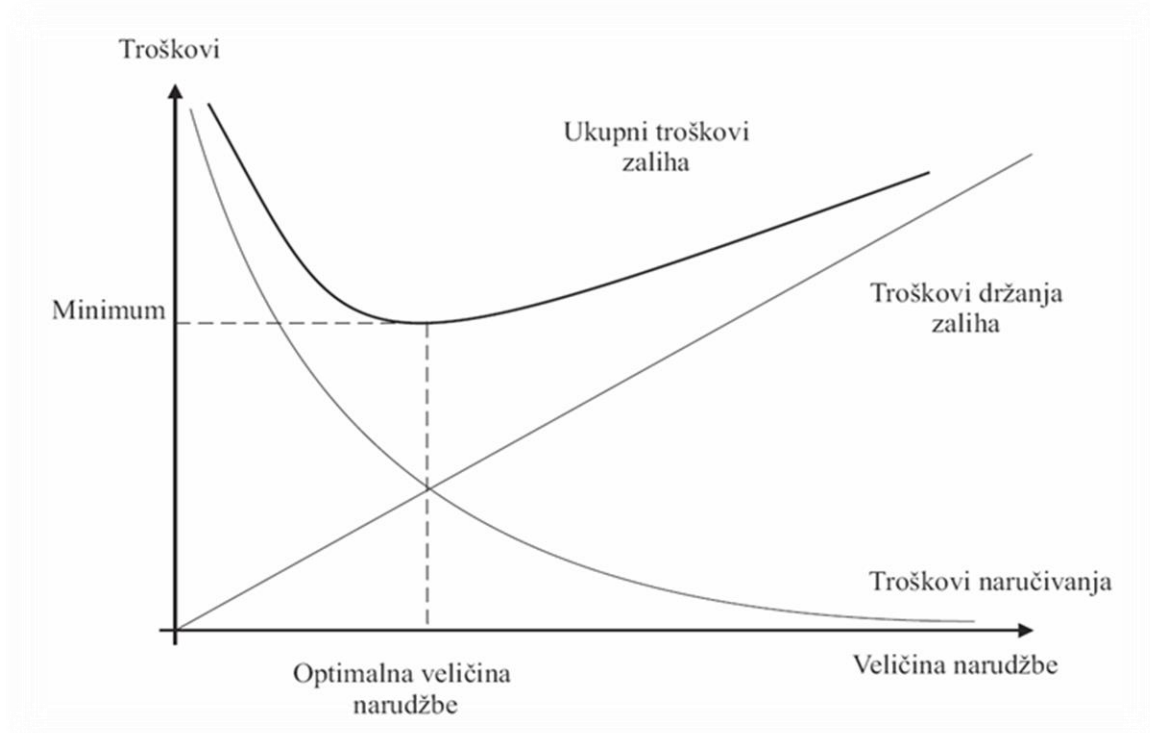 Troškovi
Ukupni troškovi
zaliha
Troškovi držanja
zaliha
Minimum
Troškovi naručivanja
Veličina narudžbe
Optimalna veličina
narudžbe